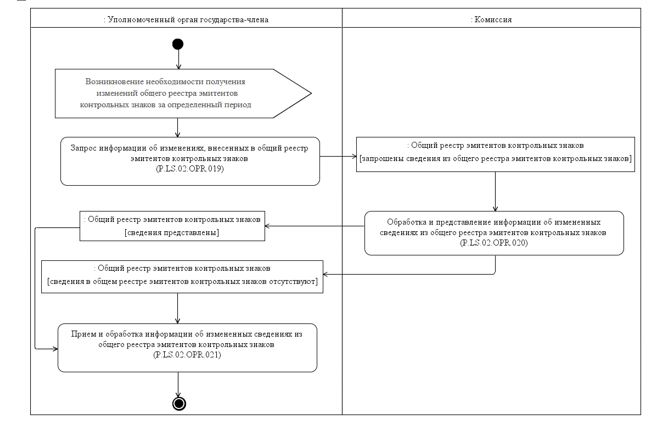 : Уполномоченный орган государства-члена
: Комиссия
Возникновение необходимости получения
изменений общего реестра эмитентов
контрольных знаков за определенный период
Запрос информации об изменениях, внесенных в общий реестр
эмитентов контрольных знаков
(P.LS.02.OPR.019)
: Общий реестр эмитентов контрольных знаков
[запрошены сведения из общего реестра эмитентов контрольных знаков]
: Общий реестр эмитентов контрольных знаков
[сведения представлены]
Обработка и представление информации об измененных
сведениях из общего реестра эмитентов контрольных знаков
(P.LS.02.OPR.020)
: Общий реестр эмитентов контрольных знаков
[сведения в общем реестре эмитентов контрольных знаков отсутствуют]
Прием и обработка информации об измененных сведениях из
общего реестра эмитентов контрольных знаков
(P.LS.02.OPR.021)